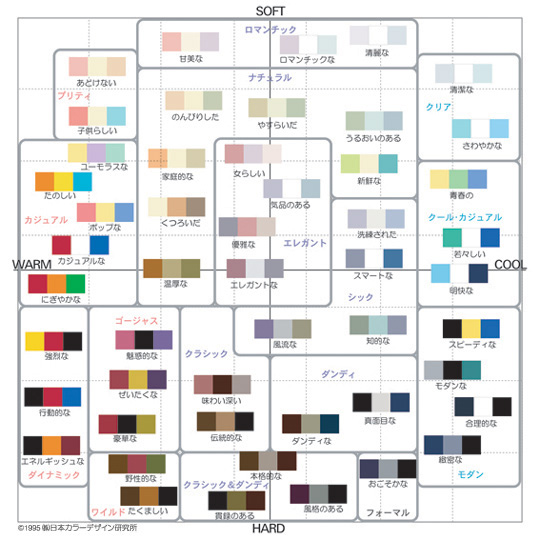 SOFT
ロマンチック
甘美な
ロマンチックな
清麗な
ナチュラル
あどけない
プリティ
子供らしい
のんびりした
やすらいだ
うるおいのある
清潔な
クリア
さわやかな
ユーモラスな
たのしい
カジュアル
ポップな
カジュアルな
にぎやかな
家庭的な
くつろいだ
温厚な
女らしい
気品のある
優雅な
エレガント
エレガントな
新鮮な
洗練された
スマートな
シック
青春の
クール・カジュアル
若々しい
明快な
WARM
COOL
強烈な
行動的な
エネルギッシュな
ダイナミック
ゴージャス
魅惑的な
ぜいたくな
豪華な
クラシック
味わい深い
伝統的な
風流な
知的な
ダンディ
真面目な
ダンディな
スピーディな
モダンな
合理的な
緻密な
モダン
野性的な
ワイルド
たくましい
本格的な
クラシック&ダンディ
貫録のある
風格のある
おごそかな
フォーマル
HARD
©1995 ㈱日本カラーデザイン研究所